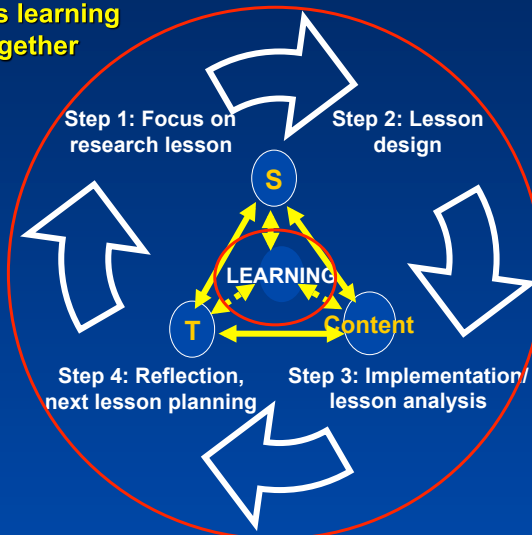 s learning
gether
Step 1: Focus on
research lesson
Step 2: Lesson
design
S
LEARNING
T
Content
Step 4: Reflection,
next lesson planning
Step 3: Implementation/
lesson analysis